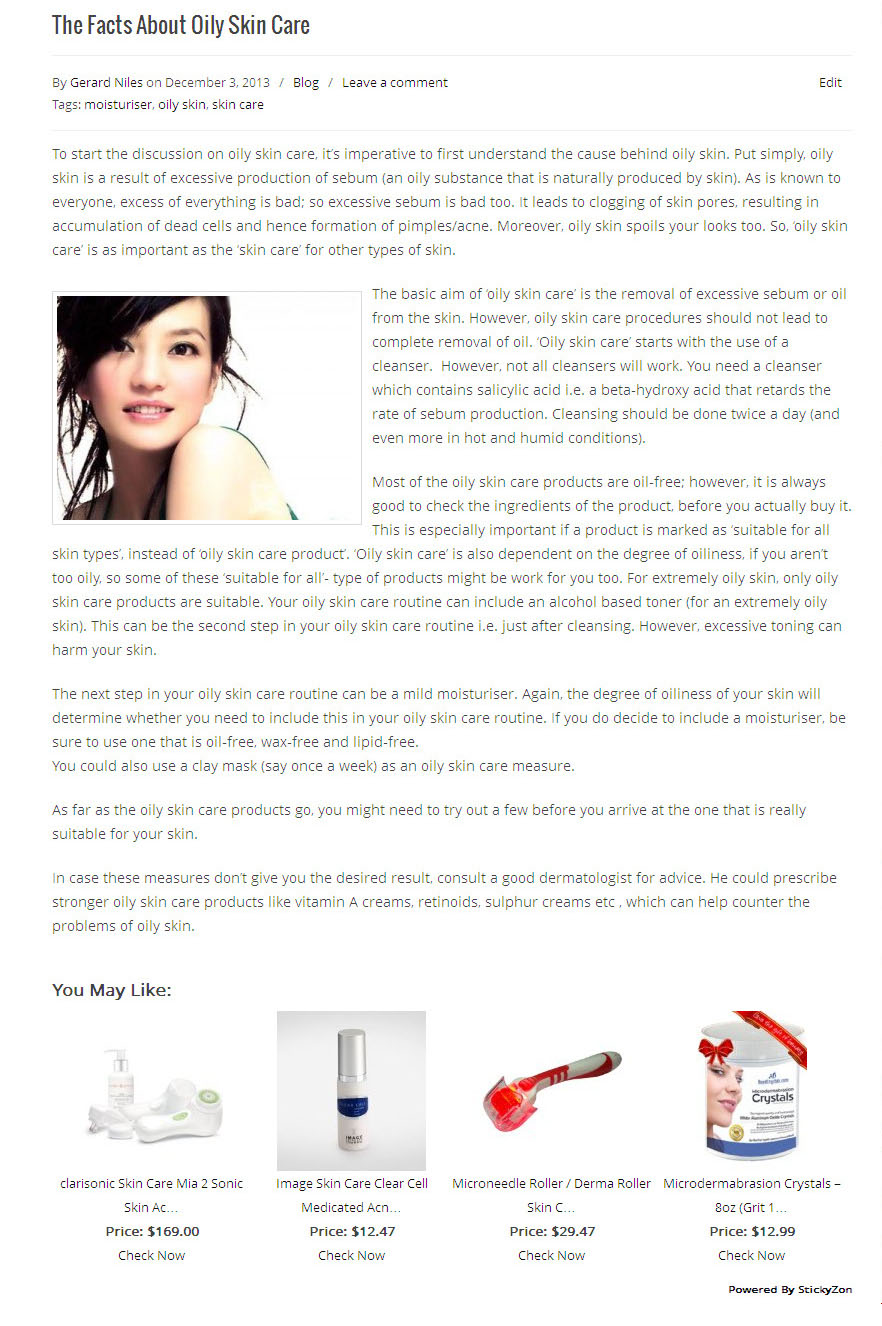 The Facts About Oily Skin Care
By Gerard Niles on December 3, 2013 / Blog / Leave a comment Edit
Tags: moisturiser, oily skin, skin care
To start the discussion on oily skin care, it's imperative to first understand the cause behind oily skin. Put simply, oily
skin is a result of excessive production of sebum (an oily substance that is naturally produced by skin). As is known to
everyone, excess of everything is bad; so excessive sebum is bad too. It leads to clogging of skin pores, resulting in
accumulation of dead cells and hence formation of pimples/acne. Moreover, oily skin spoils your looks too. So, 'oily skin
care' is as important as the 'skin care' for other types of skin.
The basic aim of 'oily skin care' is the removal of excessive sebum or oil
from the skin. However, oily skin care procedures should not lead to
complete removal of oil. 'Oily skin care' starts with the use of a
cleanser. However, not all cleansers will work. You need a cleanser
which contains salicylic acid i.e. a beta-hydroxy acid that retards the
rate of sebum production. Cleansing should be done twice a day (and
even more in hot and humid conditions).
Most of the oily skin care products are oil-free; however, it is always
good to check the ingredients of the product, before you actually buy it.
This is especially important if a product is marked as 'suitable for all
skin types', instead of 'oily skin care product'. 'Oily skin care' is also dependent on the degree of oiliness, if you aren't
too oily, so some of these 'suitable for all'- type of products might be work for you too. For extremely oily skin, only oily
skin care products are suitable. Your oily skin care routine can include an alcohol based toner (for an extremely oily
skin). This can be the second step in your oily skin care routine i.e. just after cleansing. However, excessive toning can
harm your skin.
The next step in your oily skin care routine can be a mild moisturiser. Again, the degree of oiliness of your skin will
determine whether you need to include this in your oily skin care routine. If you do decide to include a moisturiser, be
sure to use one that is oil-free, wax-free and lipid-free.
You could also use a clay mask (say once a week) as an oily skin care measure.
As far as the oily skin care products go, you might need to try out a few before you arrive at the one that is really
suitable for your skin.
In case these measures don't give you the desired result, consult a good dermatologist for advice. He could prescribe
stronger oily skin care products like vitamin A creams, retinoids, sulphur creams etc , which can help counter the
problems of oily skin.
You May Like:
IMAGE
Microdermabrasion
Crystals
clarisonic Skin Care Mia 2 Sonic
Skin Ac...
Price: $169.00
Check Now
Image Skin Care Clear Cell
Medicated Acn...
Price: $12.47
Check Now
Microneedle Roller / Derma Roller
Skin C...
Price: $29.47
Check Now
Microdermabrasion Crystals –
8oz (Grit 1...
Price: $12.99
Check Now
Powered By StickyZon